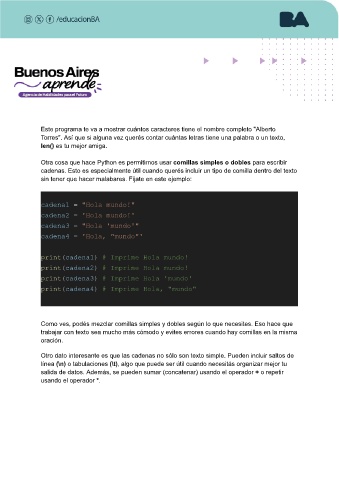 /educacionBA
BA
Buenos Aires
aprende
Agencia de Habilidades para el Futuro
Este programa te va a mostrar cuántos caracteres tiene el nombre completo "Alberto
Torres". Así que si alguna vez querés contar cuántas letras tiene una palabra o un texto,
len() es tu mejor amiga.
Otra cosa que hace Python es permitirnos usar comillas simples o dobles para escribir
cadenas. Esto es especialmente útil cuando querés incluir un tipo de comilla dentro del texto
sin tener que hacer malabares. Fijate en este ejemplo:
cadena1 = "Hola mundo!"
cadena2 = 'Hola mundo!'
cadena3 = "Hola 'mundo'"
cadena4 = 'Hola, "mundo"'
print(cadena1) # Imprime Hola mundo!
print(cadena2) # Imprime Hola mundo!
print(cadena3) # Imprime Hola 'mundo'
print(cadena4) # Imprime Hola, "mundo"
Como ves, podés mezclar comillas simples y dobles según lo que necesites. Eso hace que
trabajar con texto sea mucho más cómodo y evites errores cuando hay comillas en la misma
oración.
Otro dato interesante es que las cadenas no sólo son texto simple. Pueden incluir saltos de
línea (\n) o tabulaciones (\t), algo que puede ser útil cuando necesitás organizar mejor tu
salida de datos. Además, se pueden sumar (concatenar) usando el operador + o repetir
usando el operador *.